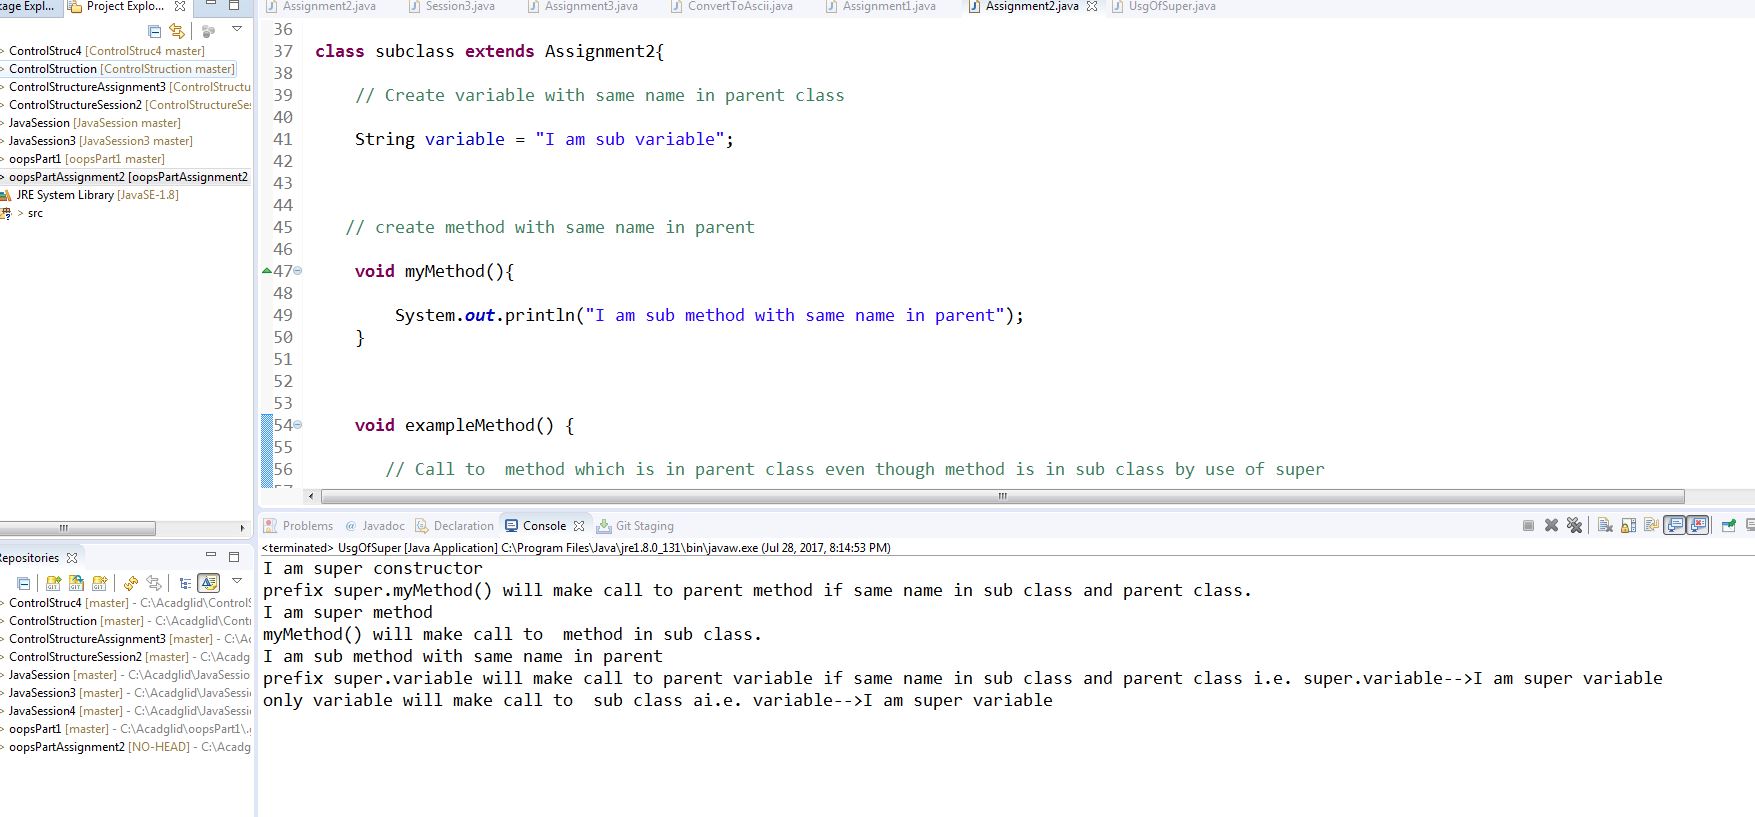 kage Expl...
Project Explo...
ControlStruc4 [ControlStruc4 master]
ControlStruction [ControlStruction master]
ControlStructureAssignment3 [ControlStructu
ControlStructureSession2 [ControlStructureSes
JavaSession [JavaSession master]
JavaSession3 [JavaSession3 master]
oopsPart1 [oopsPart1 master]
oopsPartAssignment2 [oopsPartAssignment2
JRE System Library [JavaSE-1.8]
> src
Repositories
ControlStruc4 [master] - C:\Acadglid\ControlS
ControlStruction [master] - C:\Acadglid\Contr
ControlStructureAssignment3 [master] - C:\Ac
ControlStructureSession2 [master] - C:\Acadg
JavaSession [master] - C:\Acadglid\JavaSessio
JavaSession3 [master] - C:\Acadglid\JavaSessi
JavaSession4 [master] - C:\Acadglid\JavaSessi
oopsPart1 [master] - C:\Acadglid\oopsPart1\.
oopsPartAssignment2 [NO-HEAD] - C:\Acadg
Assignment2.java Session3.java Assignment3.java ConvertToAscii.java Assignment1.java Assignment2.java UsgOfSuper.java
36
37 class subclass extends Assignment2{
38
39 // Create variable with same name in parent class
40
41 String variable = "I am sub variable";
42
43
44
45 // create method with same name in parent
46
47 void myMethod(){
48
49 System.out.println("I am sub method with same name in parent");
50 }
51
52
53
54 void exampleMethod() {
55
56 // Call to  method which is in parent class even though method is in sub class by use of super
Problems @ Javadoc Declaration Console Git Staging
<terminated> UsgOfSuper [Java Application] C:\Program Files\Java\jre1.8.0_131\bin\javaw.exe (Jul 28, 2017, 8:14:53 PM)
I am super constructor
prefix super.myMethod() will make call to parent method if same name in sub class and parent class.
I am super method
myMethod() will make call to  method in sub class.
I am sub method with same name in parent
prefix super.variable will make call to parent variable if same name in sub class and parent class i.e. super.variable-->I am super variable
only variable will make call to  sub class ai.e. variable-->I am super variable